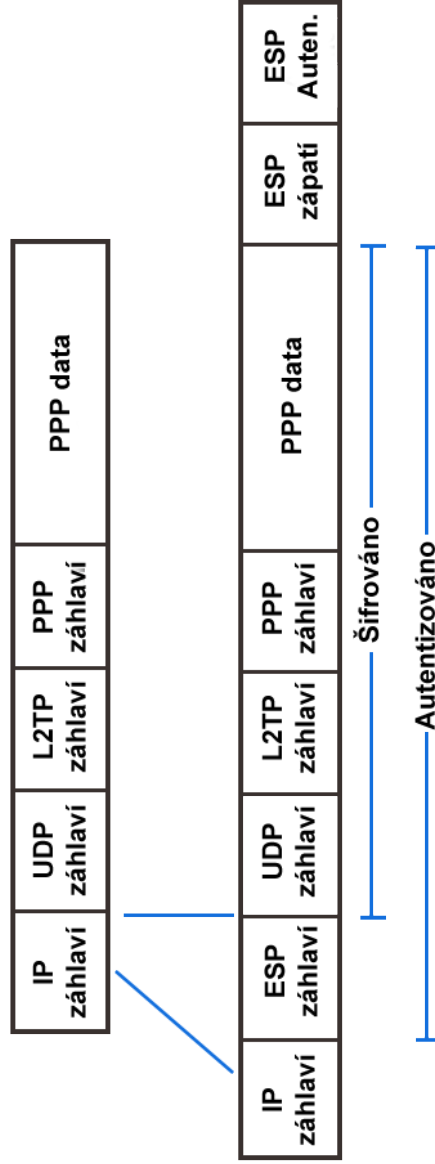 IP
záhlaví
UDP
záhlaví
L2TP
záhlaví
PPP
záhlaví
PPP data
IP
záhlaví
ESP
záhlaví
UDP
záhlaví
L2TP
záhlaví
PPP
záhlaví
PPP data
ESP
zápatí
ESP
Auten.
Šifrováno
Autentizováno